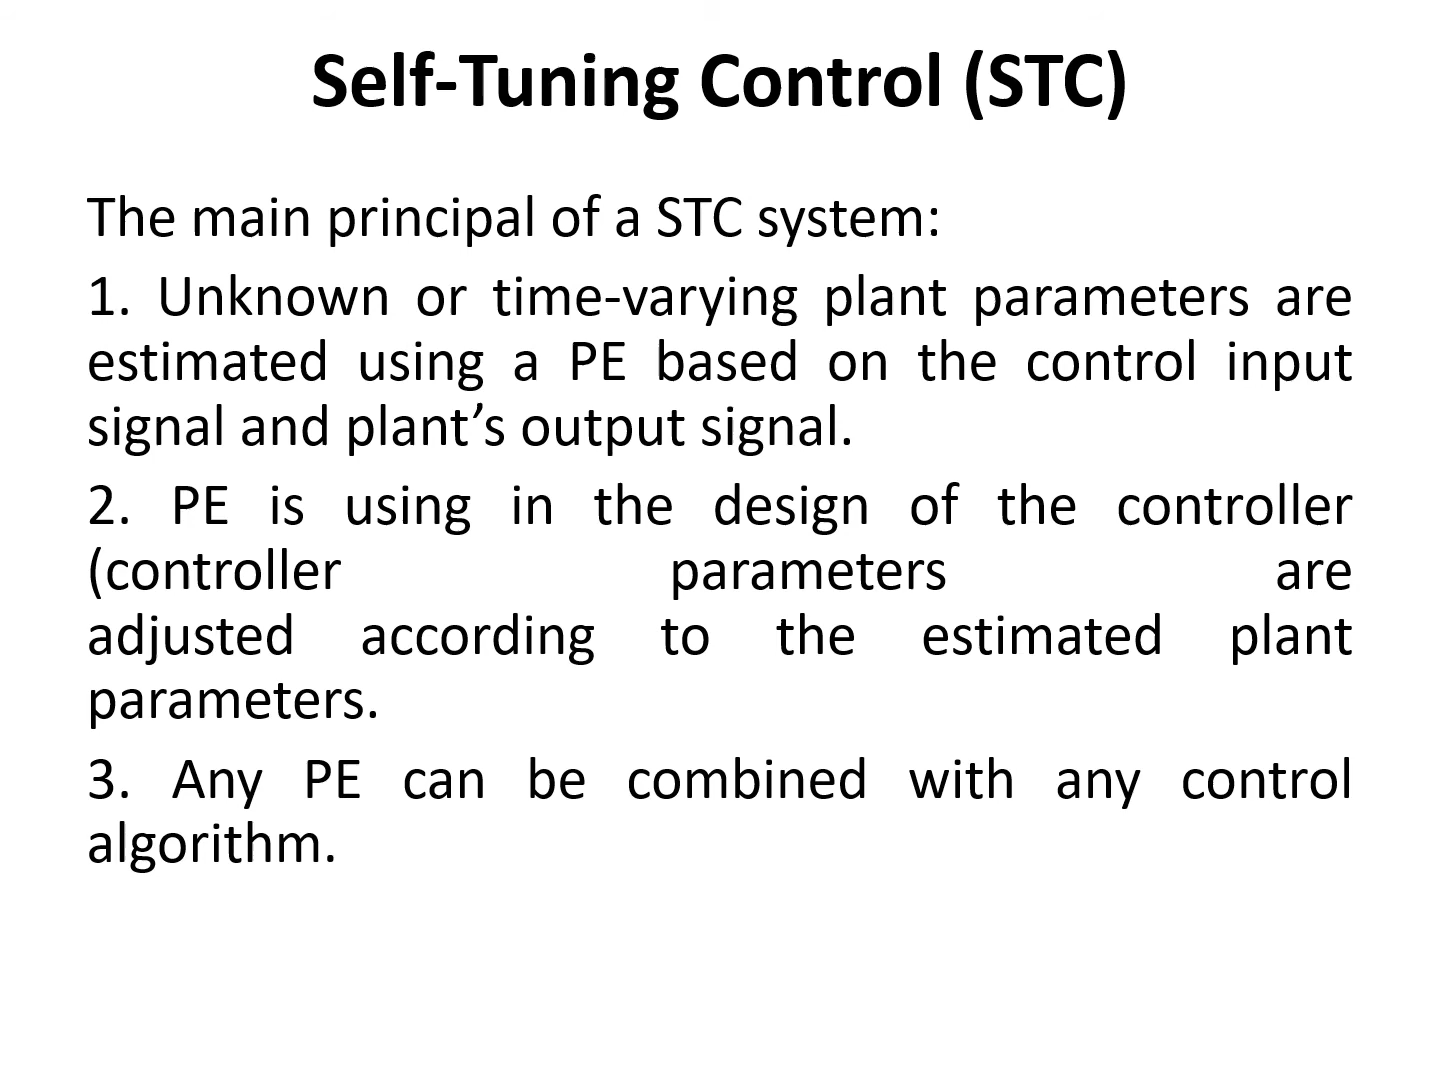 Self-Tuning Control (STC)
The main principal of a STC system:
1. Unknown or time-varying plant parameters are
estimated using a PE based on the control input
signal and plant’s output signal.
2. PE is using in the design of the controller
(controller parameters are
adjusted according to the estimated plant
parameters.
3. Any PE can be combined with any control
algorithm.